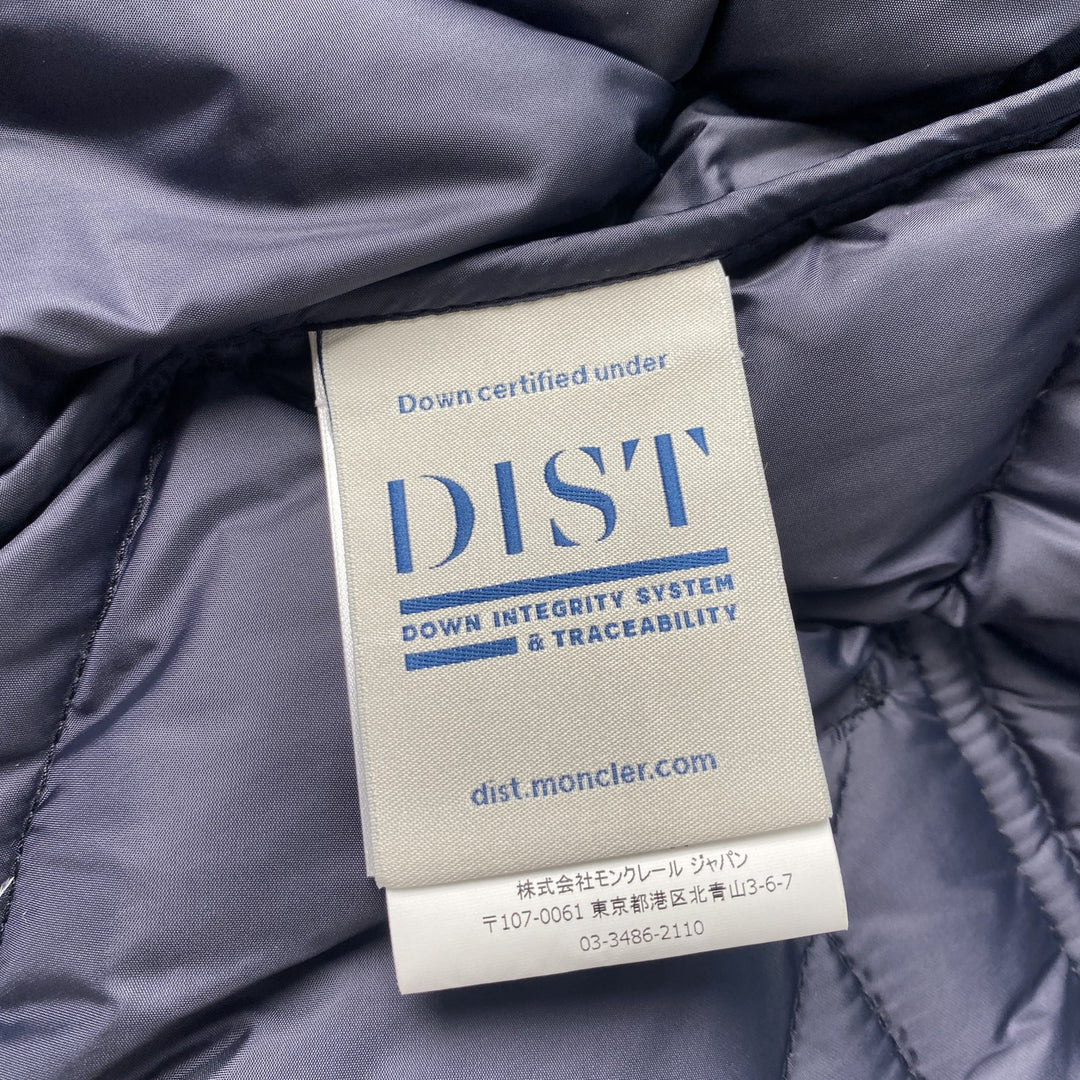 Down certified under
DIST
DOWN INTEGRITY SYSTEM
& TRACEABILITY
dist.moncler.com
株式会社モンクレール ジャパン
〒107-0061 東京都港区北青山3-6-7
03-3486-2110